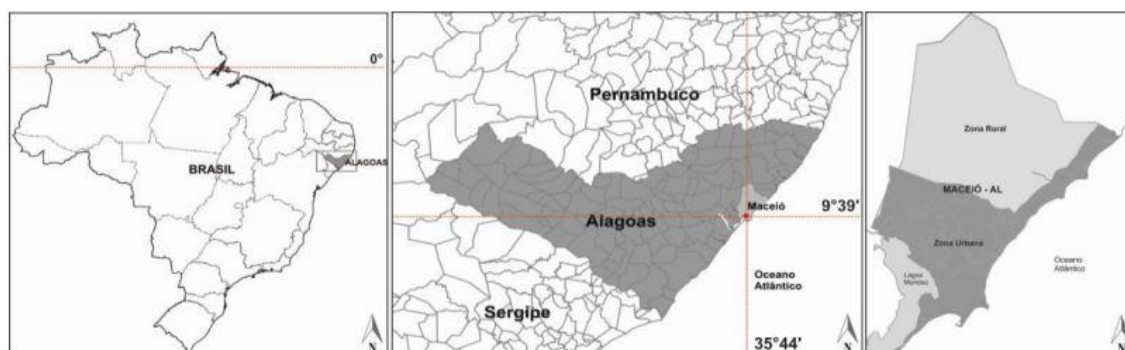 0°
BRASIL
ALAGOAS
N
Pernambuco
Maceió
9°39'
Alagoas
Oceano
Atlântico
Sergipe
35°44'
N
Zona Rural
MACEIÓ - AL
Zona Urbana
Oceano
Atlântico
Lagoa
Mundaú
N